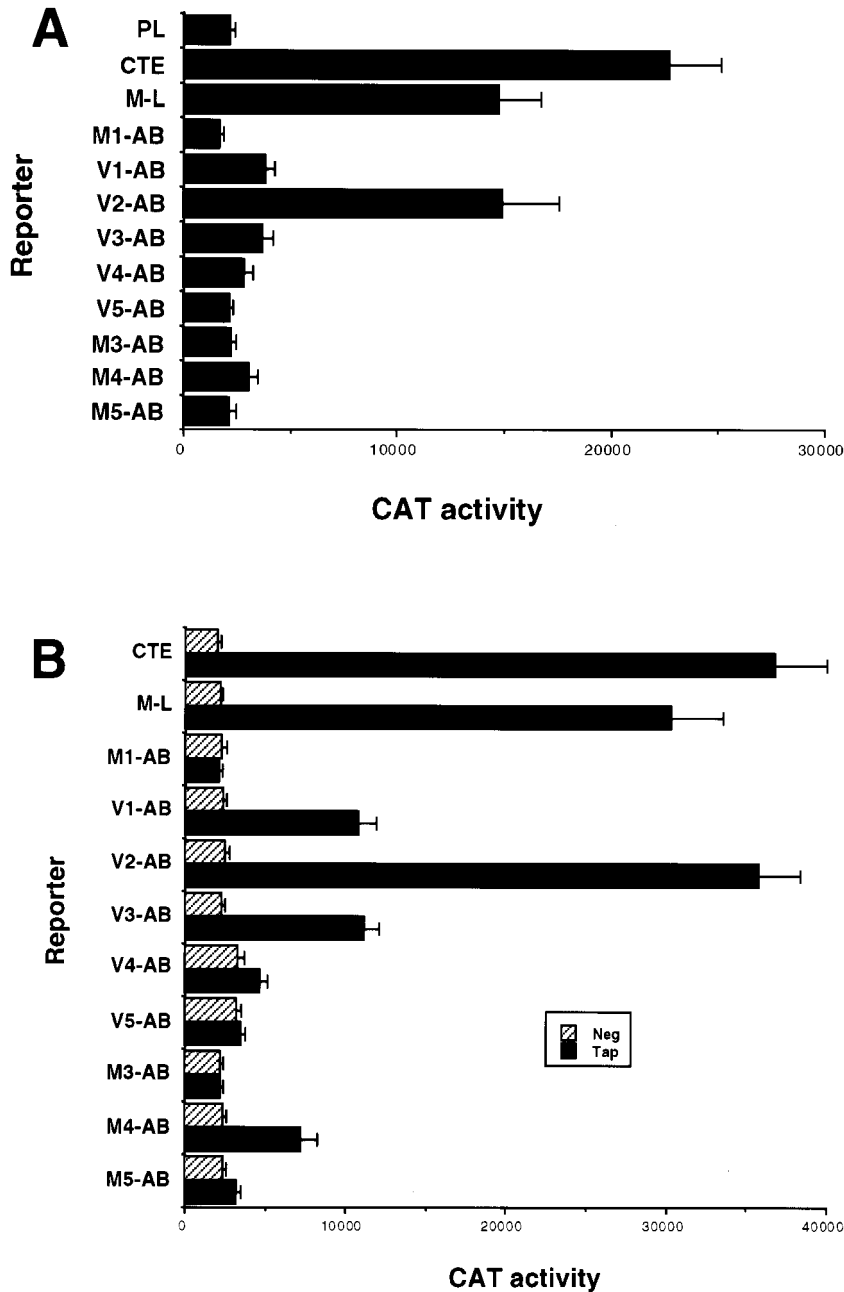 A
Reporter
PL
CTE
M-L
M1-AB
V1-AB
V2-AB
V3-AB
V4-AB
V5-AB
M3-AB
M4-AB
M5-AB
0 10000 20000 30000
CAT activity
B
Reporter
CTE
M-L
M1-AB
V1-AB
V2-AB
V3-AB
V4-AB
V5-AB
M3-AB
M4-AB
M5-AB
Neg
Tap
0 10000 20000 30000 40000
CAT activity